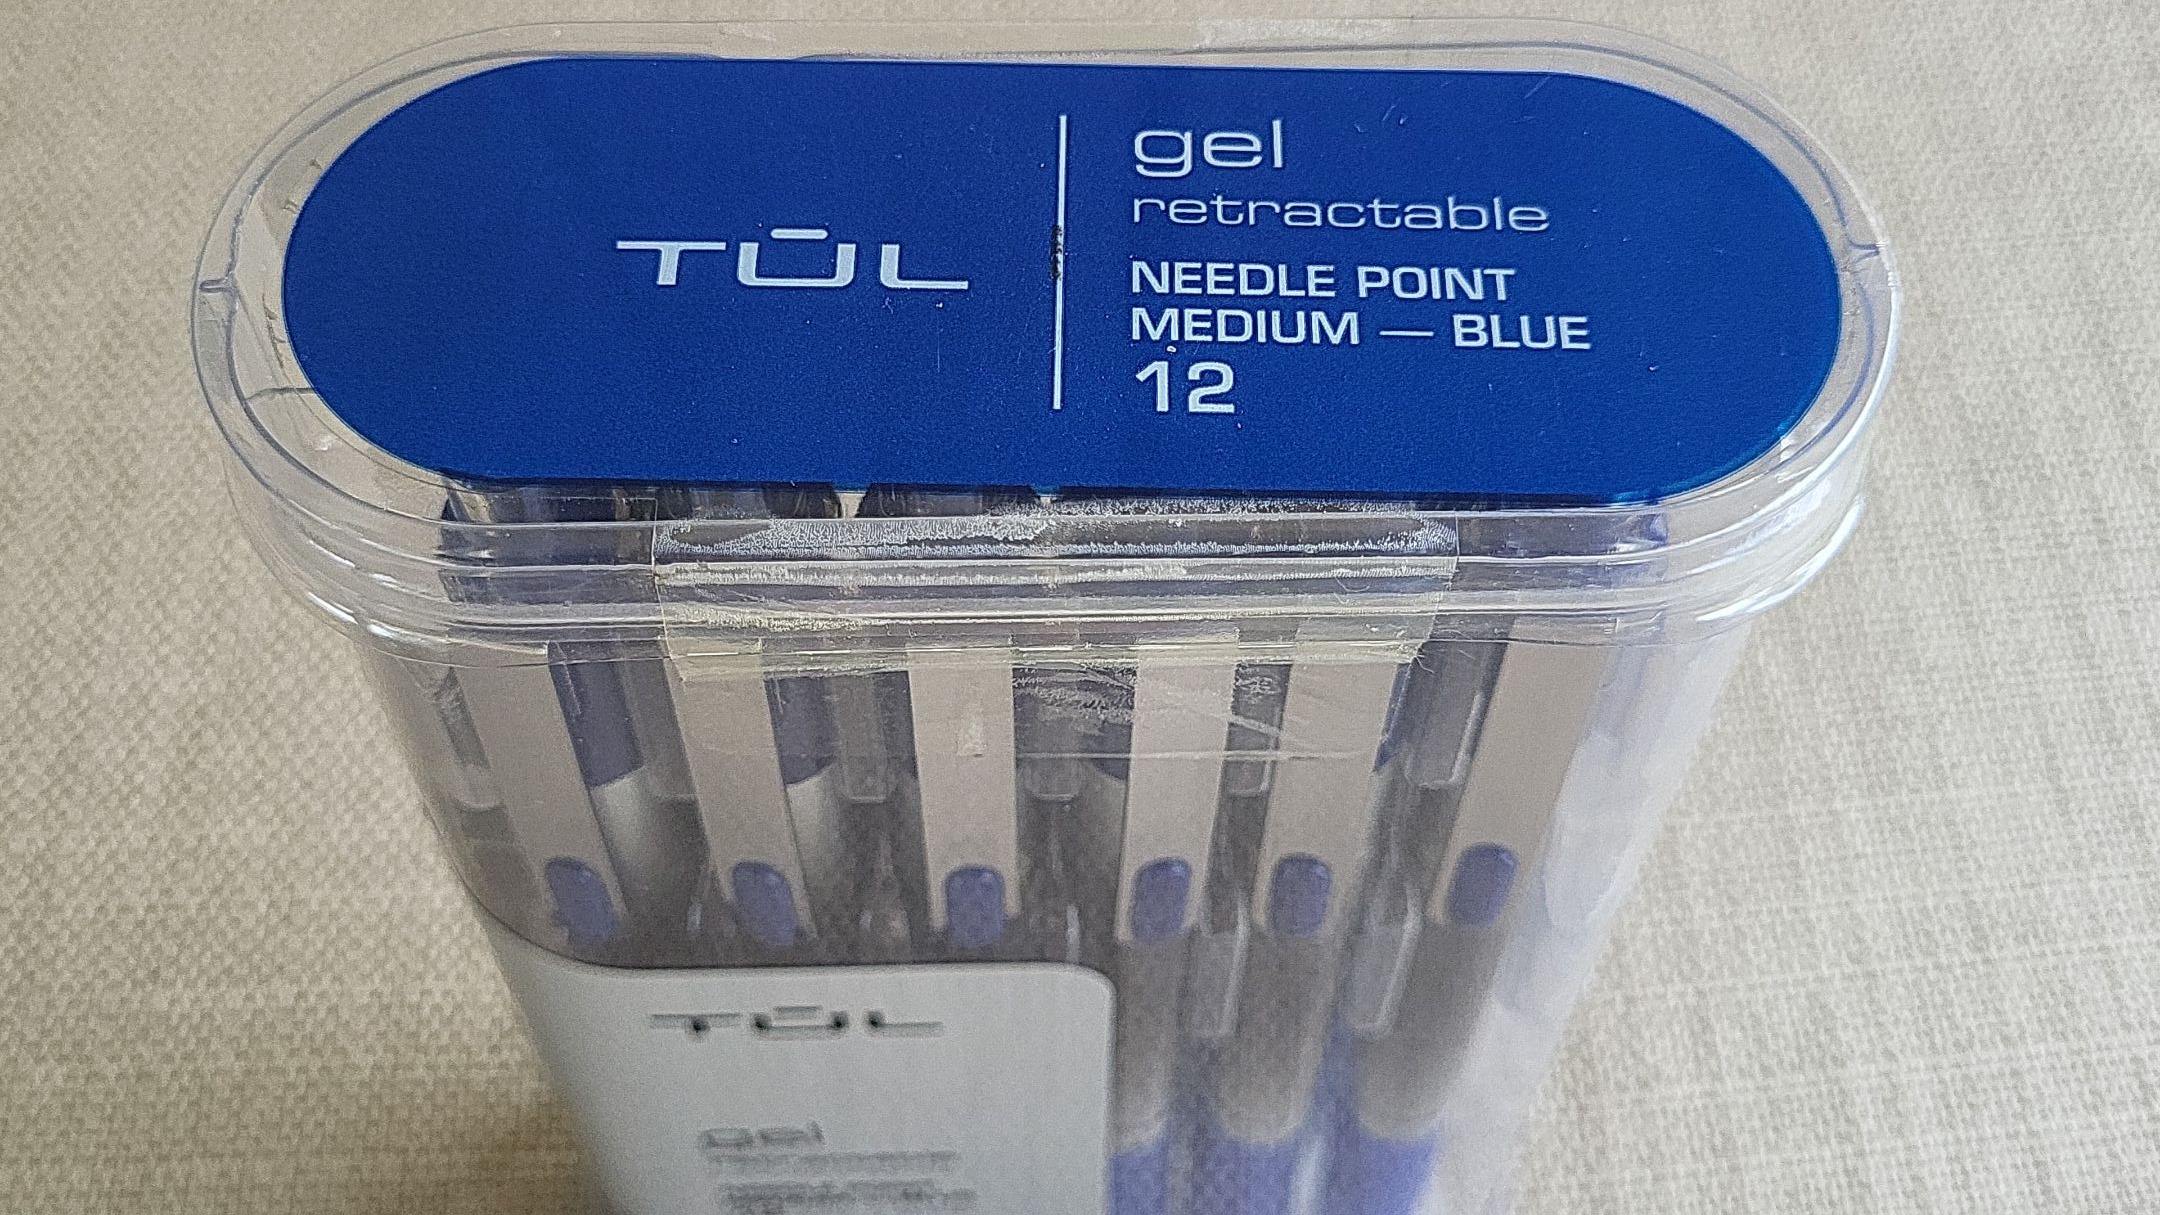 TŪL
gel
retractable
NEEDLE POINT
MEDIUM — BLUE
12
TŪL
gel